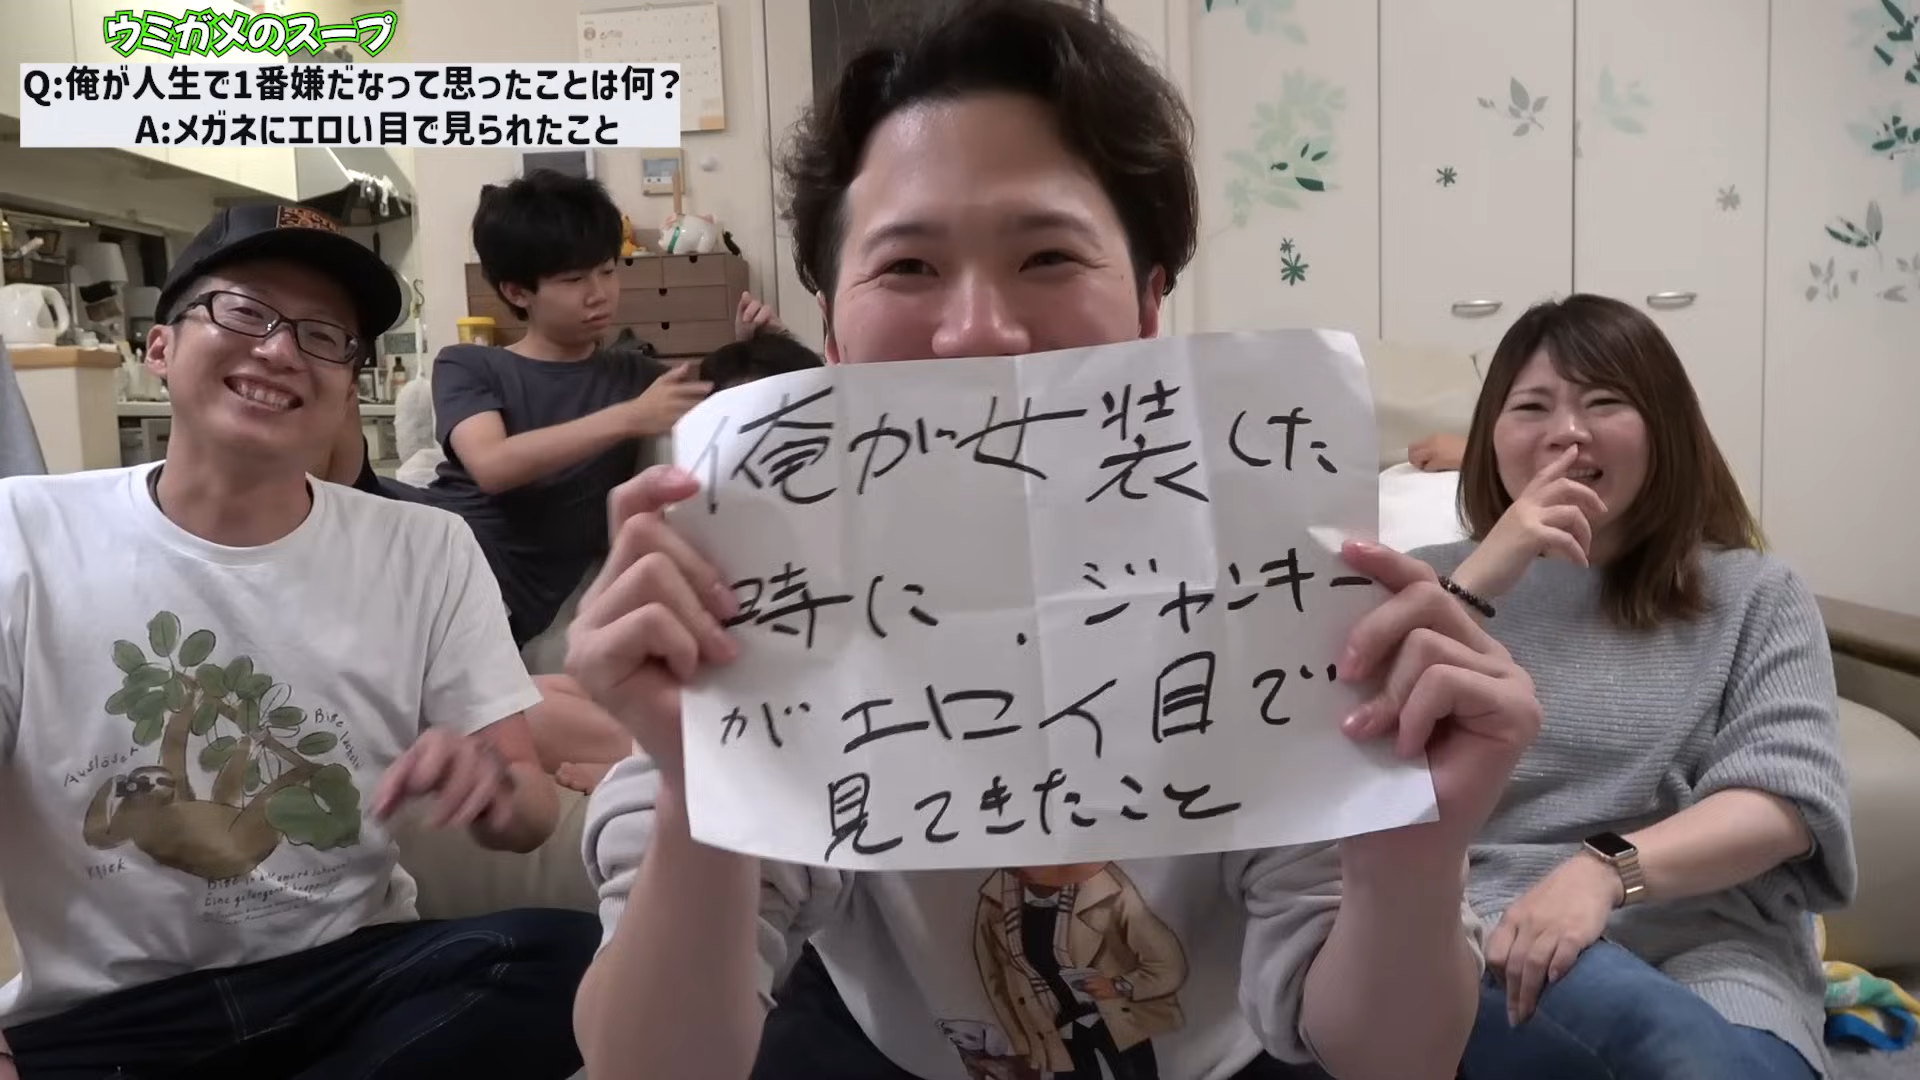 ウミガメのスープ
Q:俺が人生で1番嫌だなって思ったことは何？
A:メガネにエロい目で見られたこと
俺が女装した
時に、ジャンキー
がエロイ目で
見てきたこと
Auslöser